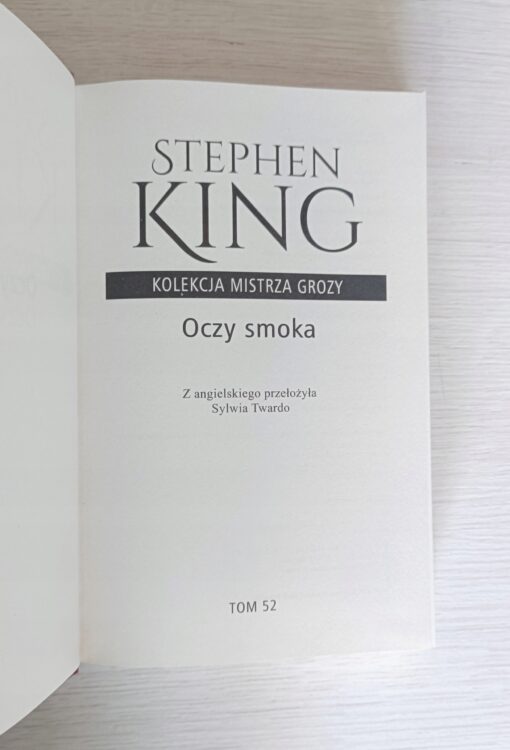 STEPHEN
KING
KOLEKCJA MISTRZA GROZY
Oczy smoka
Z angielskiego przełożyła
Sylwia Twardo
TOM 52